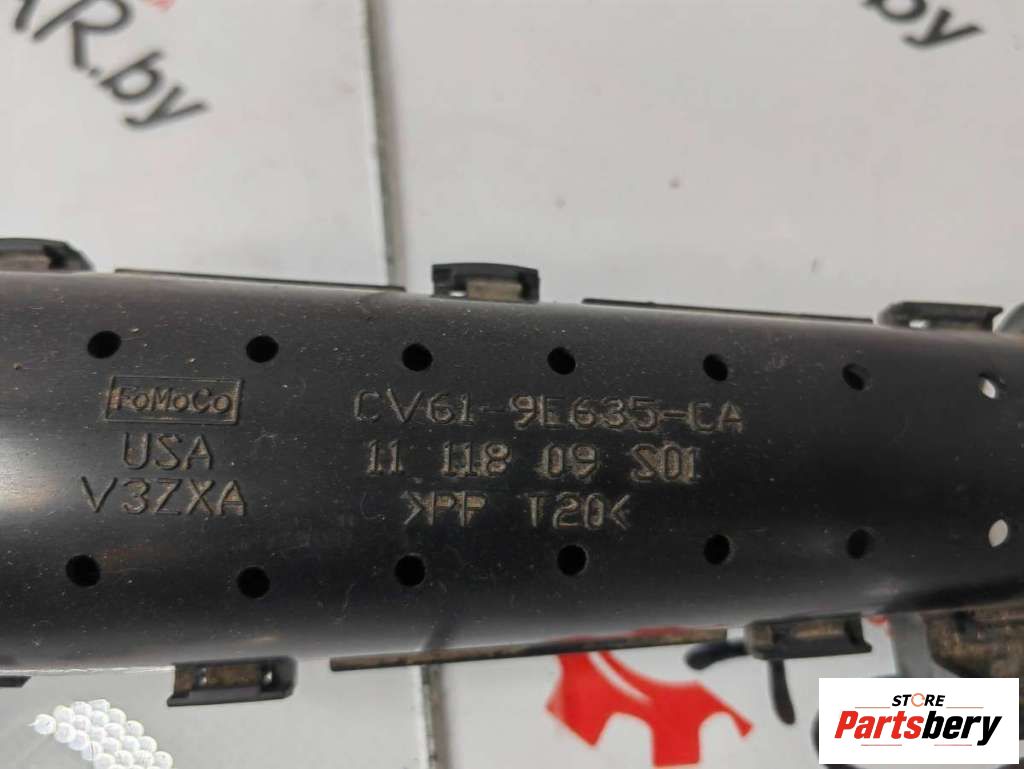 AR.by
by
FoMoCo
USA
V3ZXA
CV61-9E635-CA
11 118 09 S01
>PP T20<
STORE
Partsbery